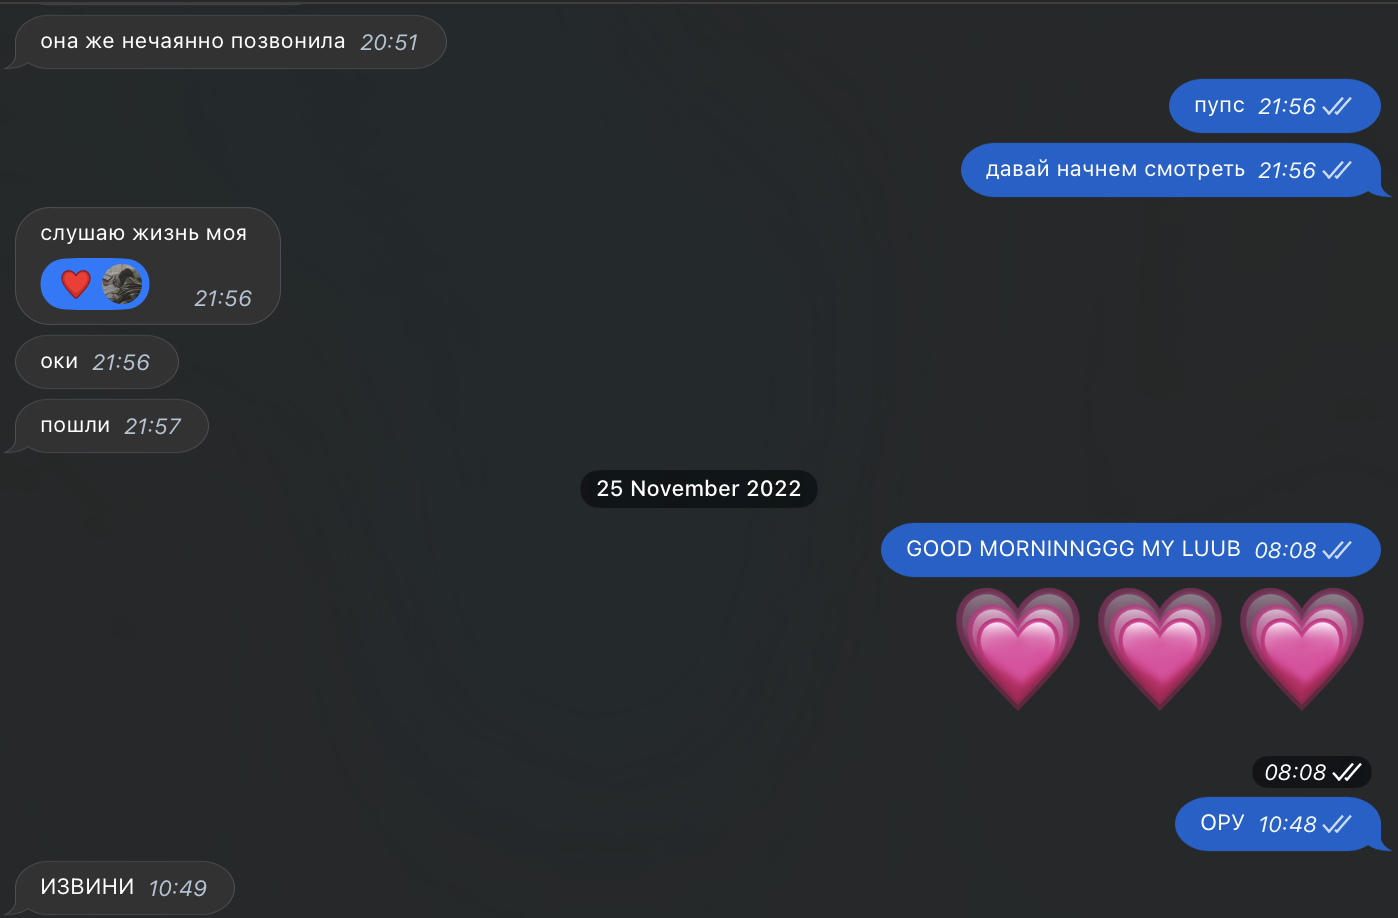 она же нечаянно позвонила 20:51
пупс 21:56
давай начнем смотреть 21:56
слушаю жизнь моя
21:56
оки 21:56
пошли 21:57
25 November 2022
GOOD MORNINNGGG MY LUUB 08:08
08:08
ОРУ 10:48
ИЗВИНИ 10:49